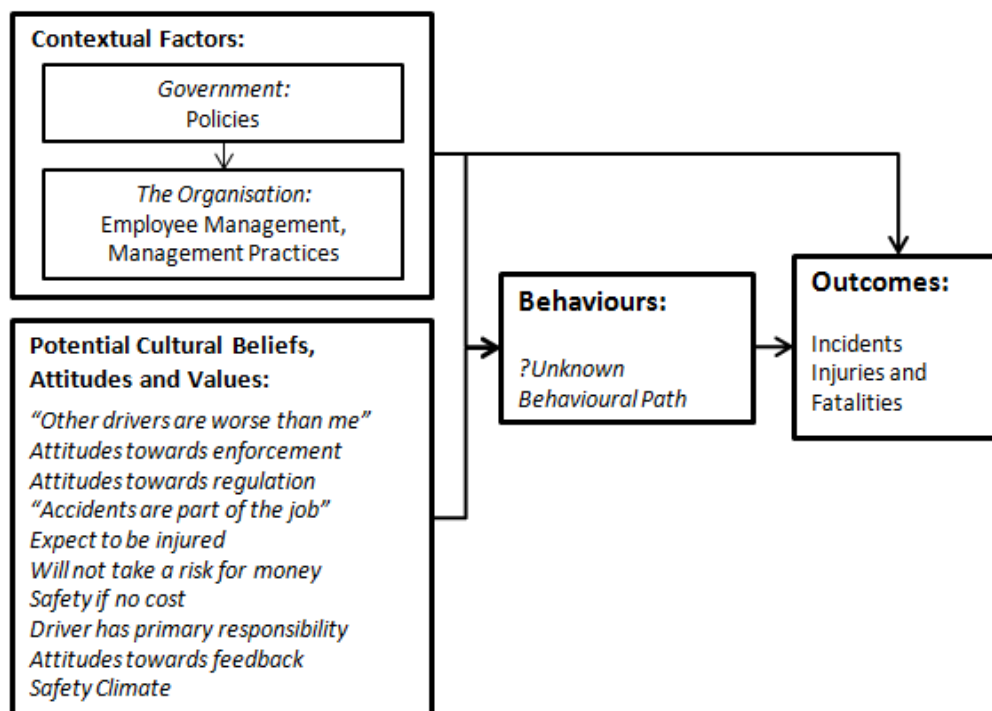 Contextual Factors:
Government:
Policies
The Organisation:
Employee Management,
Management Practices
Potential Cultural Beliefs,
Attitudes and Values:
“Other drivers are worse than me”
Attitudes towards enforcement
Attitudes towards regulation
“Accidents are part of the job”
Expect to be injured
Will not take a risk for money
Safety if no cost
Driver has primary responsibility
Attitudes towards feedback
Safety Climate
Behaviours:
?Unknown
Behavioural Path
Outcomes:
Incidents
Injuries and
Fatalities